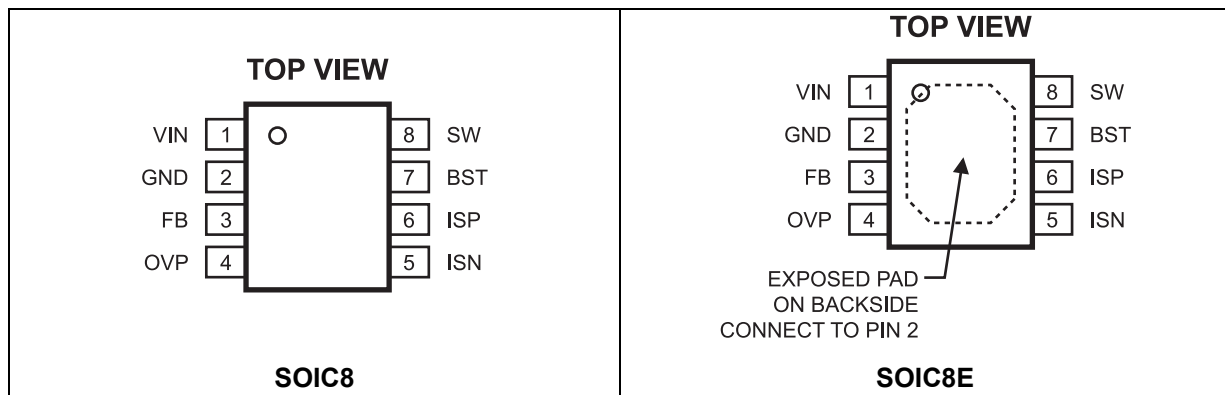 TOP VIEW
VIN 1 8 SW
GND 2 7 BST
FB 3 6 ISP
OVP 4 5 ISN
SOIC8
TOP VIEW
VIN 1 8 SW
GND 2 7 BST
FB 3 6 ISP
OVP 4 5 ISN
EXPOSED PAD
ON BACKSIDE
CONNECT TO PIN 2
SOIC8E